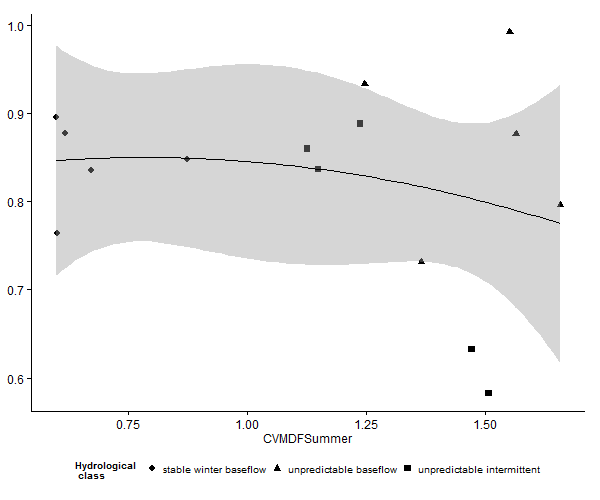 1.0
0.9
0.8
0.7
0.6
0.75 1.00 1.25 1.50
CVMDFSummer
Hydrological
class
stable winter baseflow unpredictable baseflow unpredictable intermittent